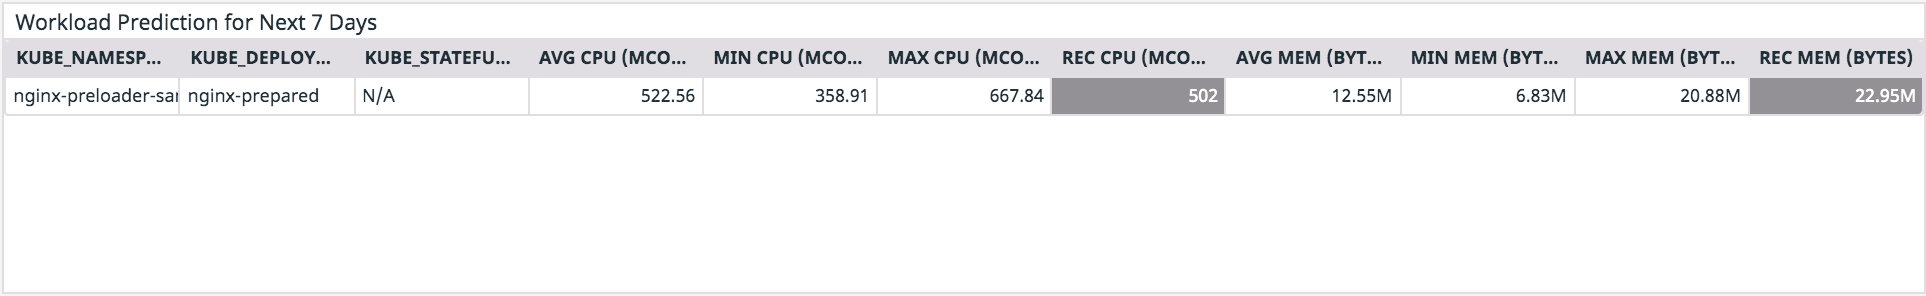 Workload Prediction for Next 7 Days
KUBE_NAMESP... KUBE_DEPLOY... KUBE_STATEFU... AVG CPU (MCO... MIN CPU (MCO... MAX CPU (MCO... REC CPU (MCO... AVG MEM (BYT... MIN MEM (BYT... MAX MEM (BYT... REC MEM (BYTES)
nginx-preloader-sar nginx-prepared N/A 522.56 358.91 667.84 502 12.55M 6.83M 20.88M 22.95M